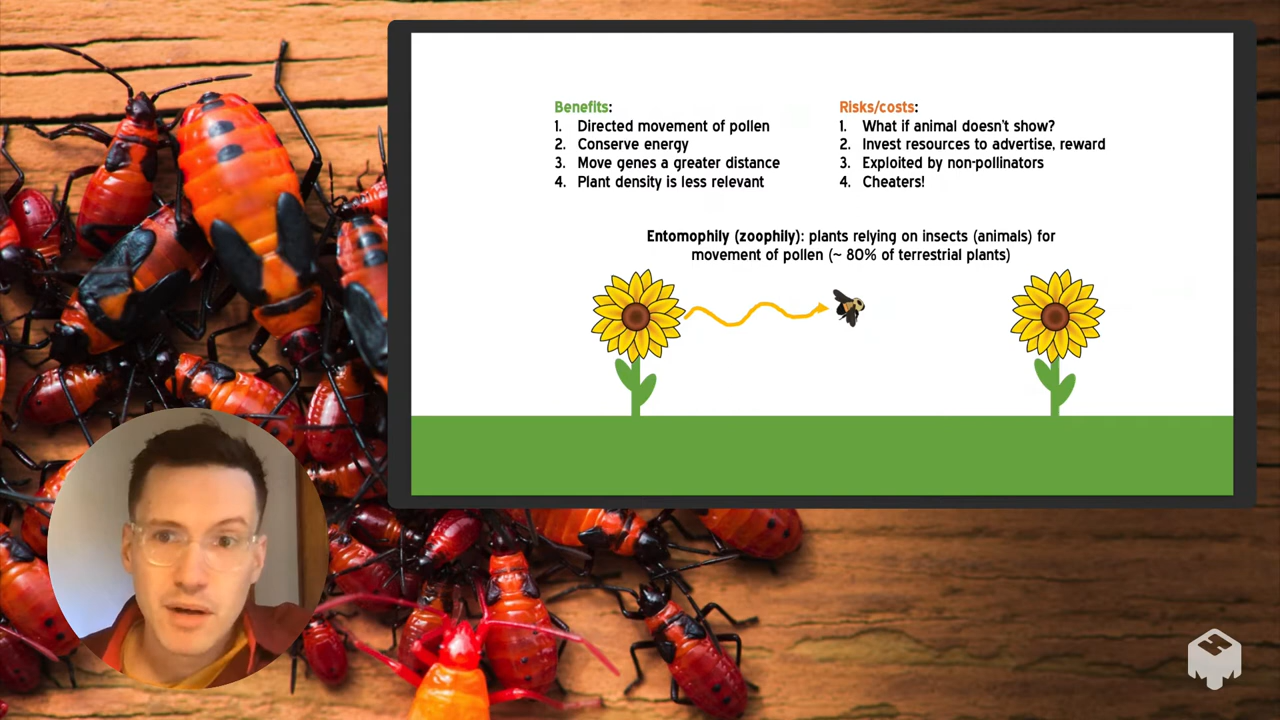 Benefits:
1. Directed movement of pollen
2. Conserve energy
3. Move genes a greater distance
4. Plant density is less relevant
Risks/costs:
1. What if animal doesn't show?
2. Invest resources to advertise, reward
3. Exploited by non-pollinators
4. Cheaters!
Entomophily (zoophily): plants relying on insects (animals) for
movement of pollen (~ 80% of terrestrial plants)